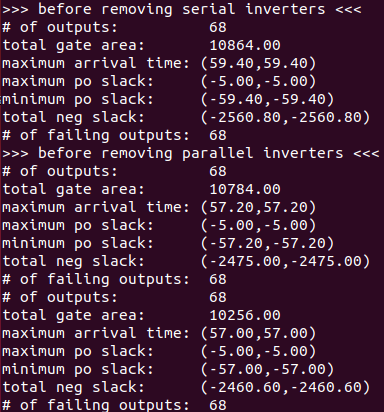 >>> before removing serial inverters <<<
# of outputs:          68
total gate area:       10864.00
maximum arrival time: (59.40,59.40)
maximum po slack:     (-5.00,-5.00)
minimum po slack:     (-59.40,-59.40)
total neg slack:      (-2560.80,-2560.80)
# of failing outputs:  68
>>> before removing parallel inverters <<<
# of outputs:          68
total gate area:       10784.00
maximum arrival time: (57.20,57.20)
maximum po slack:     (-5.00,-5.00)
minimum po slack:     (-57.20,-57.20)
total neg slack:      (-2475.00,-2475.00)
# of failing outputs:  68
# of outputs:          68
total gate area:       10256.00
maximum arrival time: (57.00,57.00)
maximum po slack:     (-5.00,-5.00)
minimum po slack:     (-57.00,-57.00)
total neg slack:      (-2460.60,-2460.60)
# of failing outputs:  68